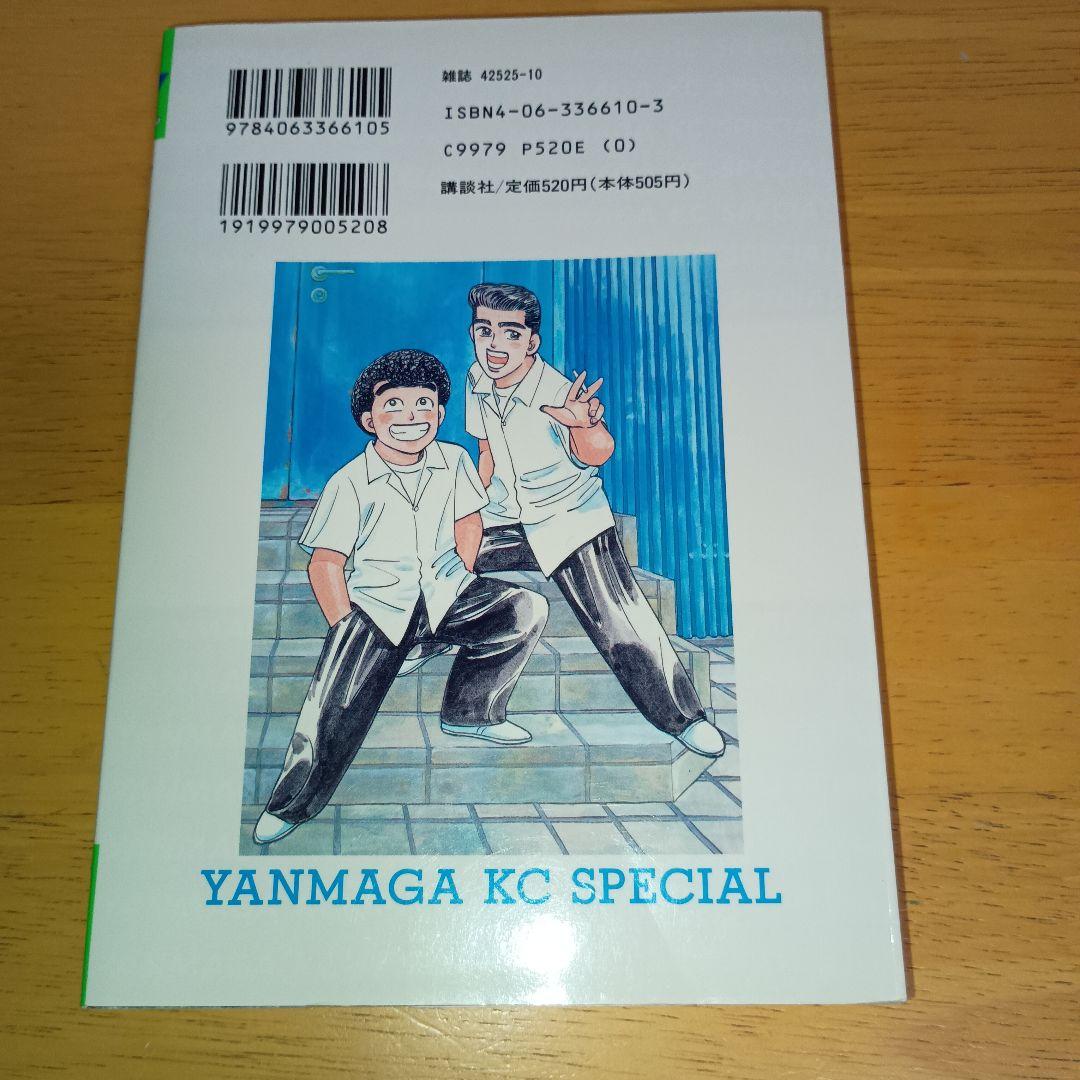 雑誌 42525-10
ISBN4-06-336610-3
C9979 P520E (0)
講談社/定価520円(本体505円)
9784063366105
1919979005208
YANMAGA KC SPECIAL